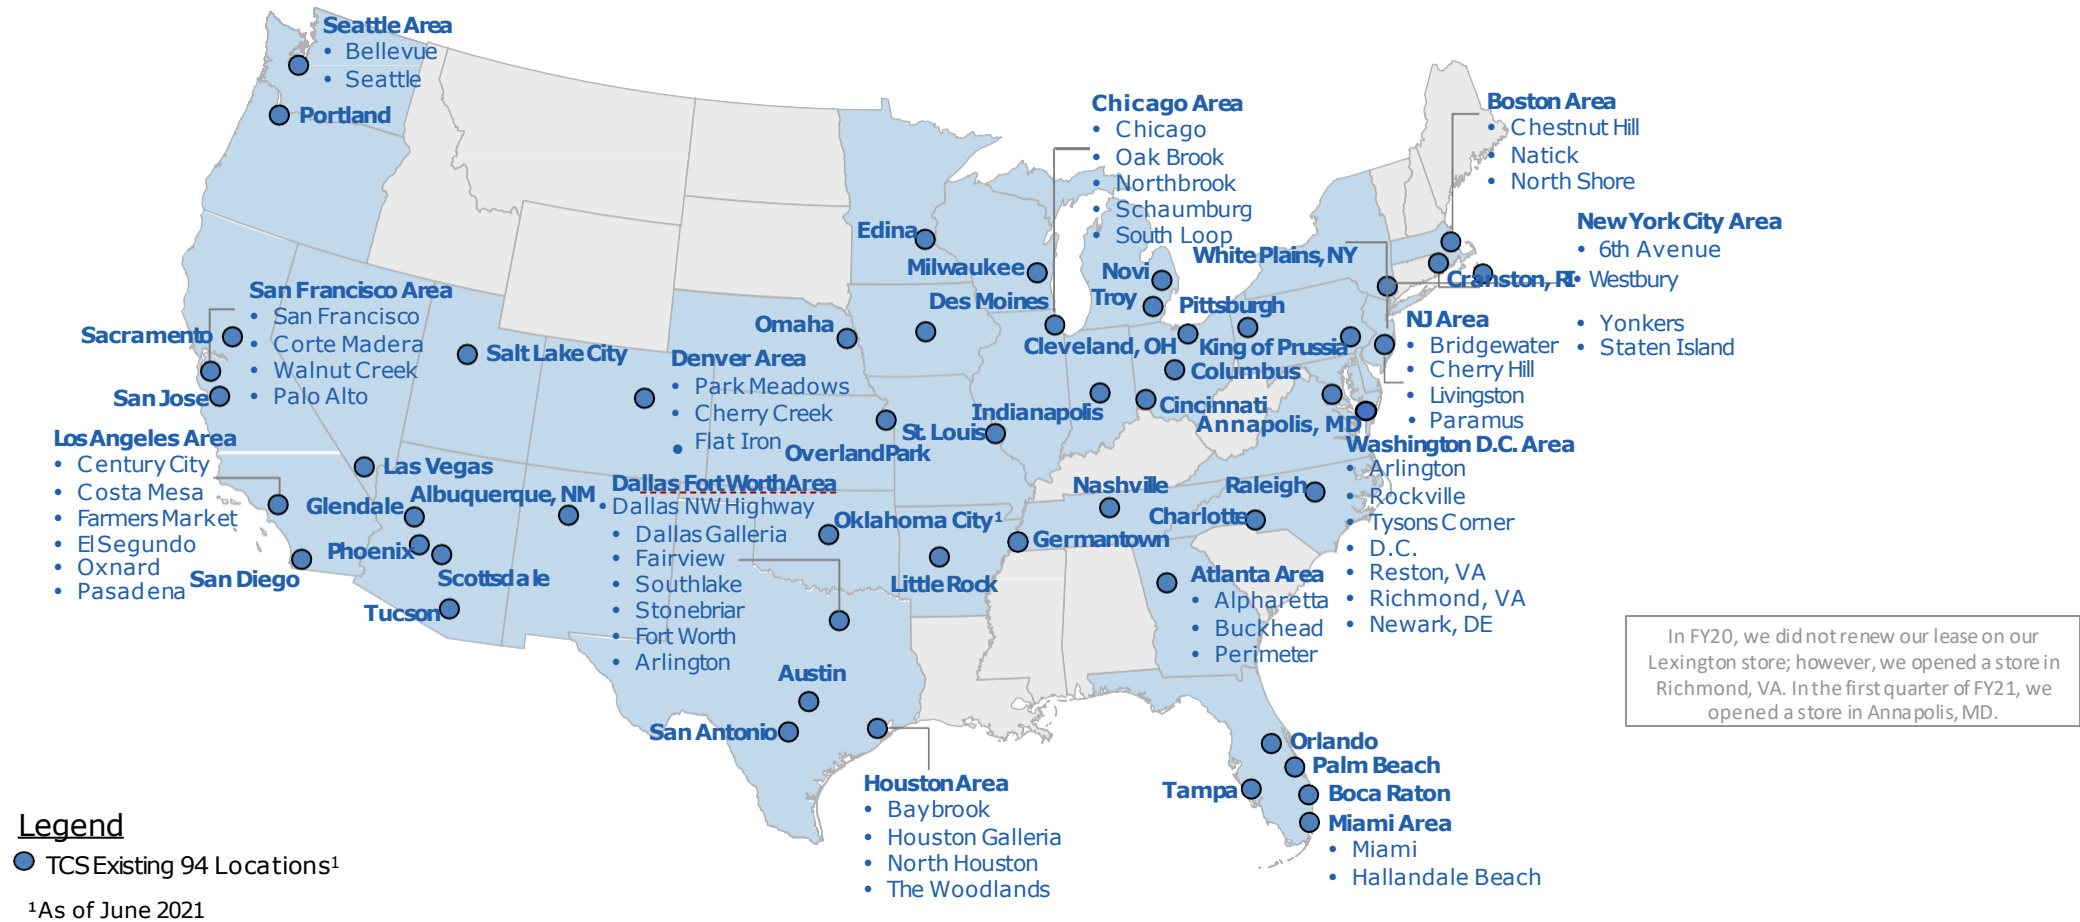 Seattle Area
• Bellevue
• Seattle
Portland
Chicago Area
• Chicago
• Oak Brook
• Northbrook
• Schaumburg
• South Loop
Boston Area
• Chestnut Hill
• Natick
• North Shore
New York City Area
• 6th Avenue
• Westbury
• Yonkers
• Staten Island
White Plains, NY
Cranston, RI
Edina
Milwaukee
Des Moines
Novi
Troy
Pittsburgh
Omaha
Cleveland, OH
King of Prussia
Columbus
NJ Area
• Bridgewater
• Cherry Hill
• Livingston
• Paramus
San Francisco Area
• San Francisco
• Corte Madera
• Walnut Creek
• Palo Alto
Sacramento
San Jose
Salt Lake City
Denver Area
• Park Meadows
• Cherry Creek
• Flat Iron
Overland Park
St. Louis
Indianapolis
Cincinnati
Annapolis, MD
Washington D.C. Area
• Arlington
• Rockville
• Tysons Corner
• D.C.
• Reston, VA
• Richmond, VA
• Newark, DE
Los Angeles Area
• Century City
• Costa Mesa
• Farmers Market
• El Segundo
• Oxnard
• Pasadena
San Diego
Las Vegas
Glendale
Albuquerque, NM
Phoenix
Scottsdale
Tucson
Dallas Fort Worth Area
• Dallas NW Highway
• Dallas Galleria
• Fairview
• Southlake
• Stonebriar
• Fort Worth
• Arlington
Oklahoma City¹
Little Rock
Germantown
Nashville
Raleigh
Charlotte
Atlanta Area
• Alpharetta
• Buckhead
• Perimeter
Austin
San Antonio
Houston Area
• Baybrook
• Houston Galleria
• North Houston
• The Woodlands
Orlando
Palm Beach
Tampa
Boca Raton
Miami Area
• Miami
• Hallandale Beach
In FY20, we did not renew our lease on our
Lexington store; however, we opened a store in
Richmond, VA. In the first quarter of FY21, we
opened a store in Annapolis, MD.
Legend
TCS Existing 94 Locations¹
¹As of June 2021